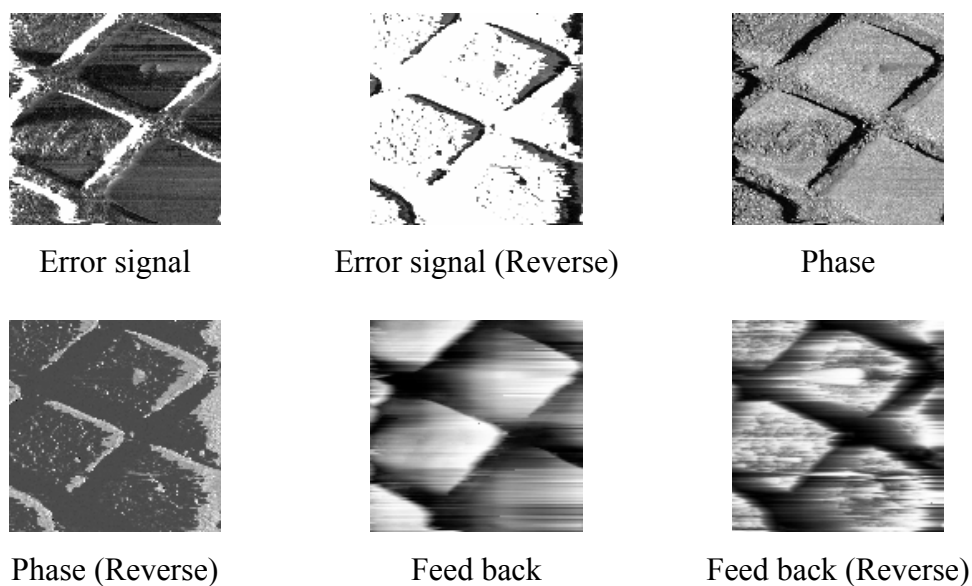 Error signal
Error signal (Reverse)
Phase
Phase (Reverse)
Feed back
Feed back (Reverse)